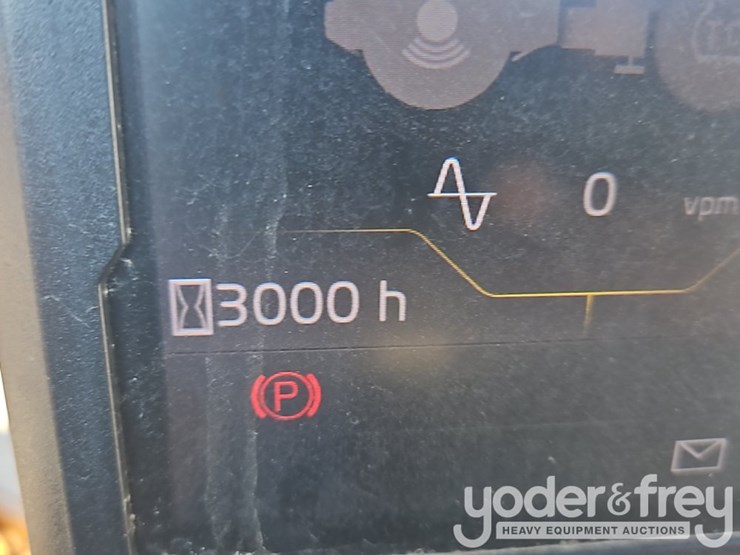 0 vpm
3000 h
P
yoder&frey
HEAVY EQUIPMENT AUCTIONS